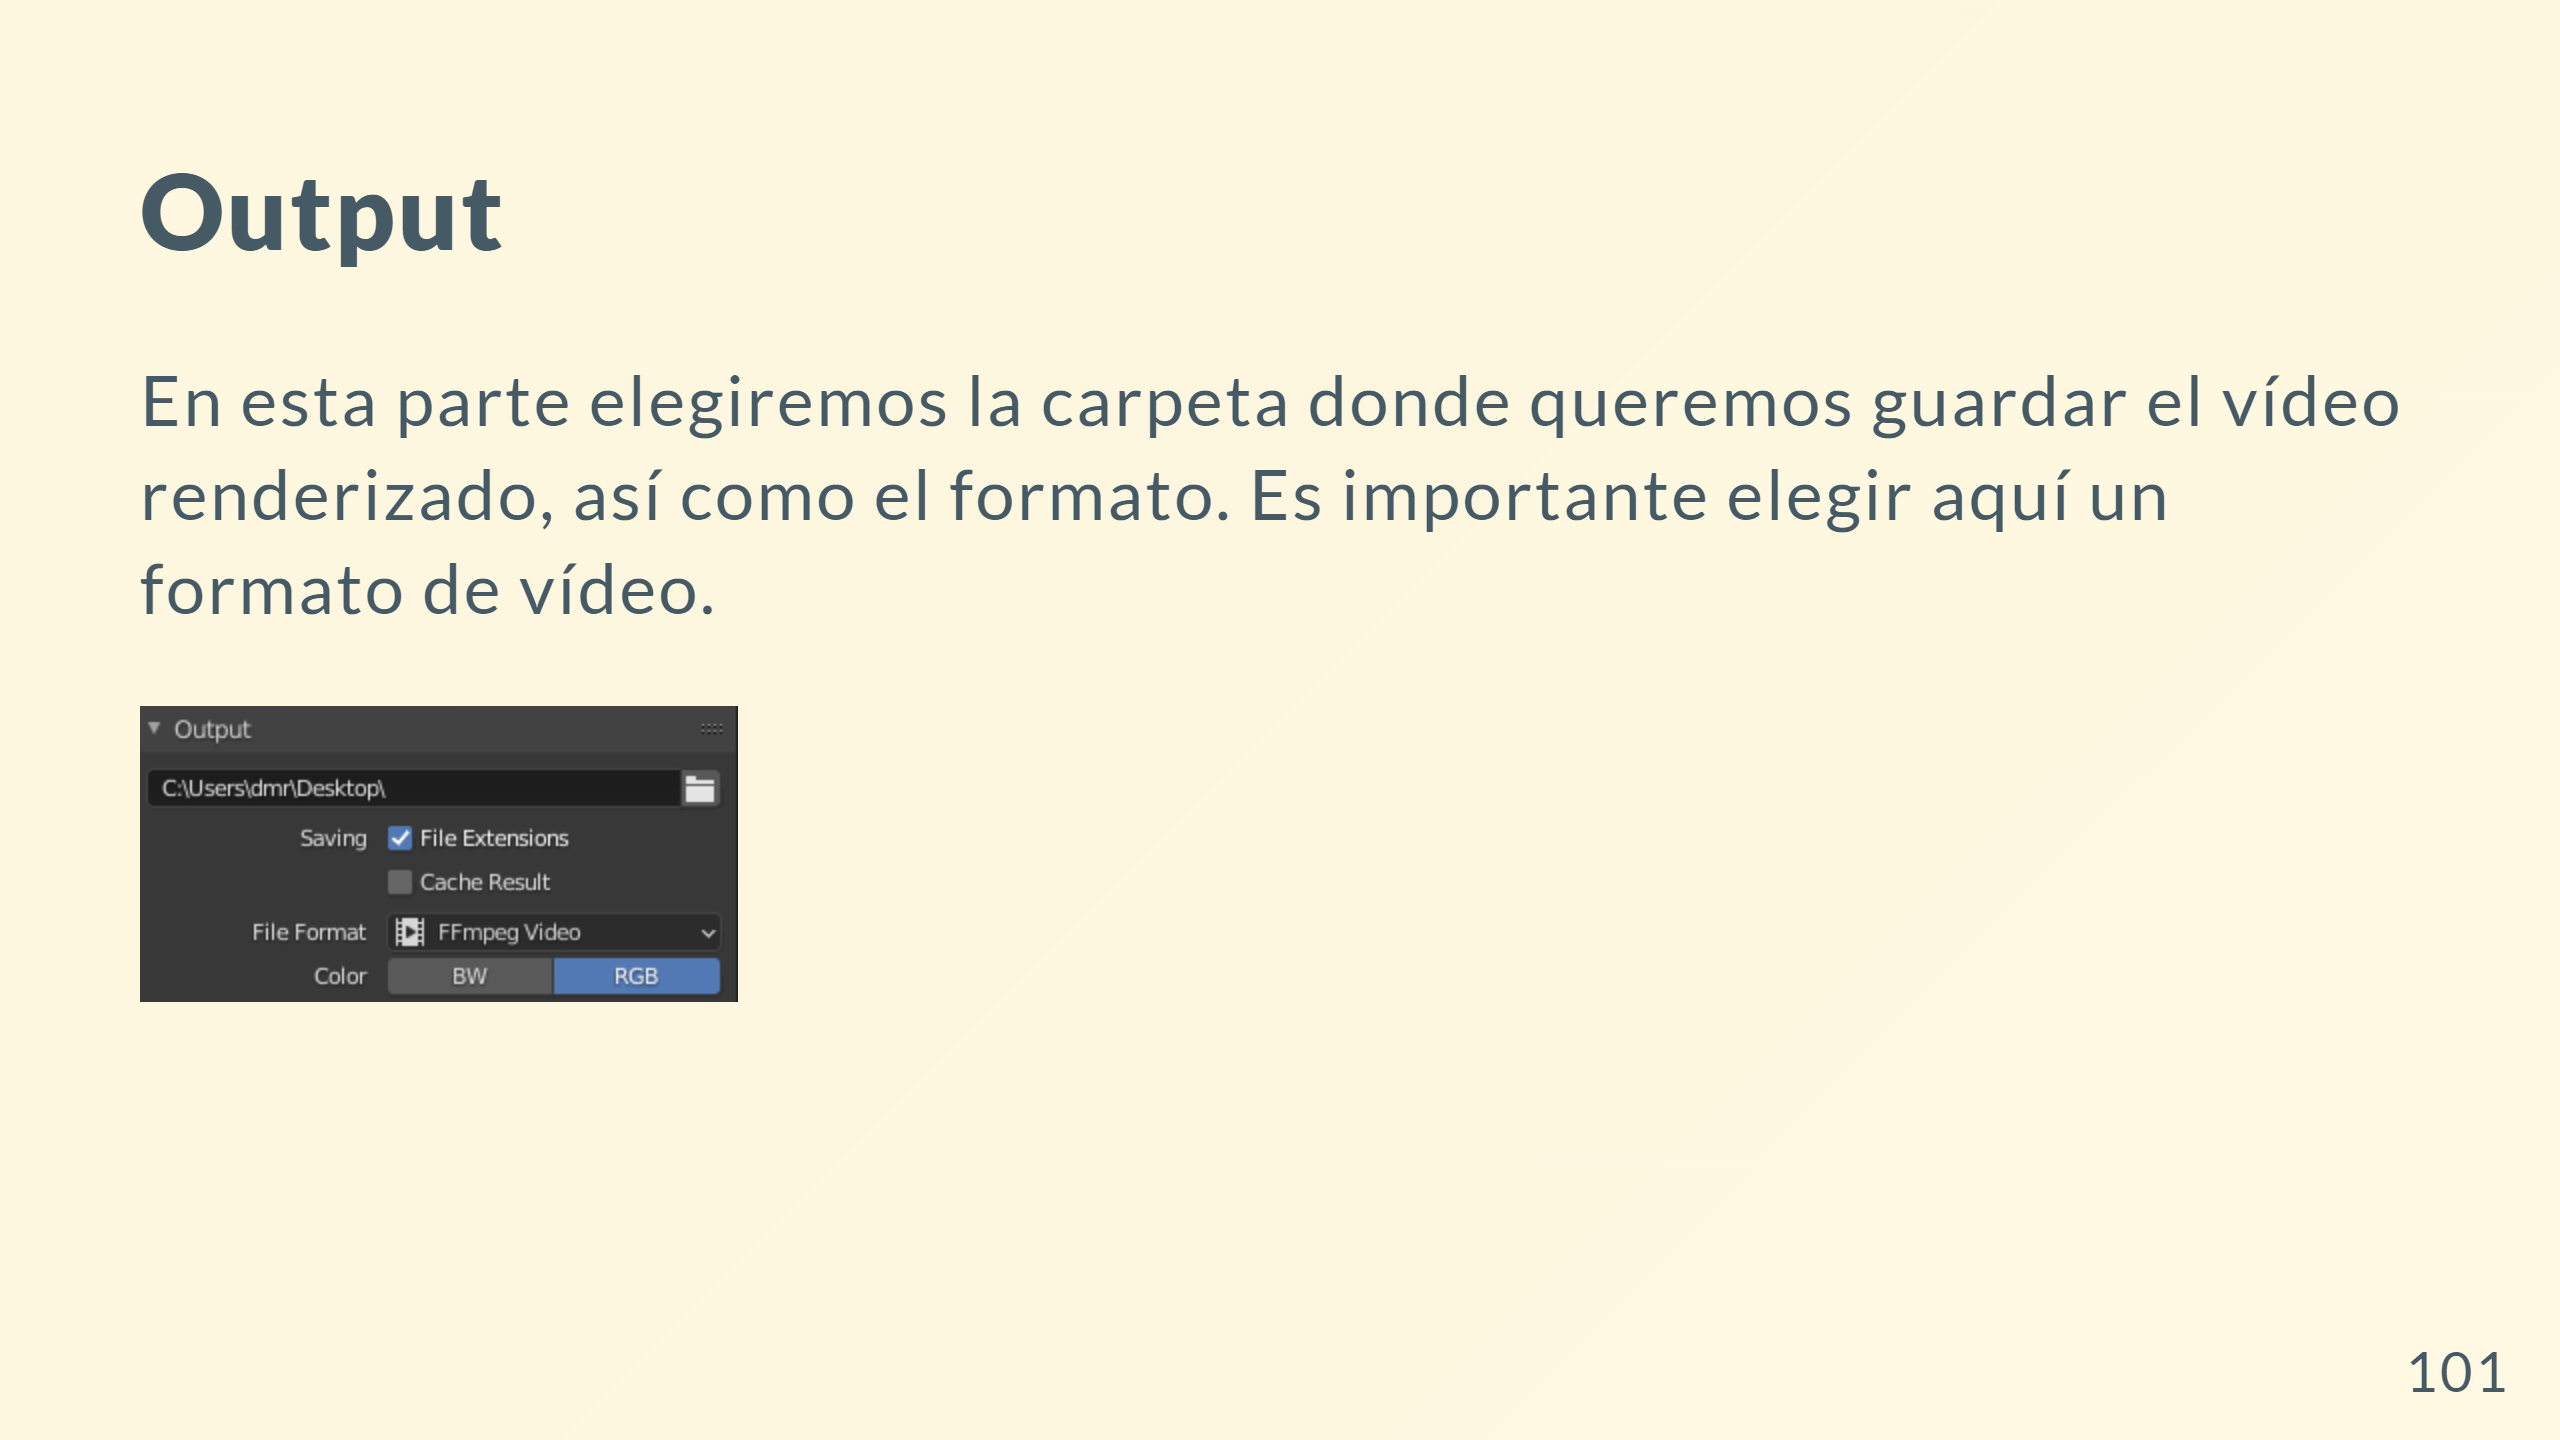 Output
En esta parte elegiremos la carpeta donde queremos guardar el vídeo
renderizado, así como el formato. Es importante elegir aquí un
formato de vídeo.
Output
C:\Users\dmr\Desktop\
Saving File Extensions
Cache Result
File Format FFmpeg Video
Color BW RGB
101